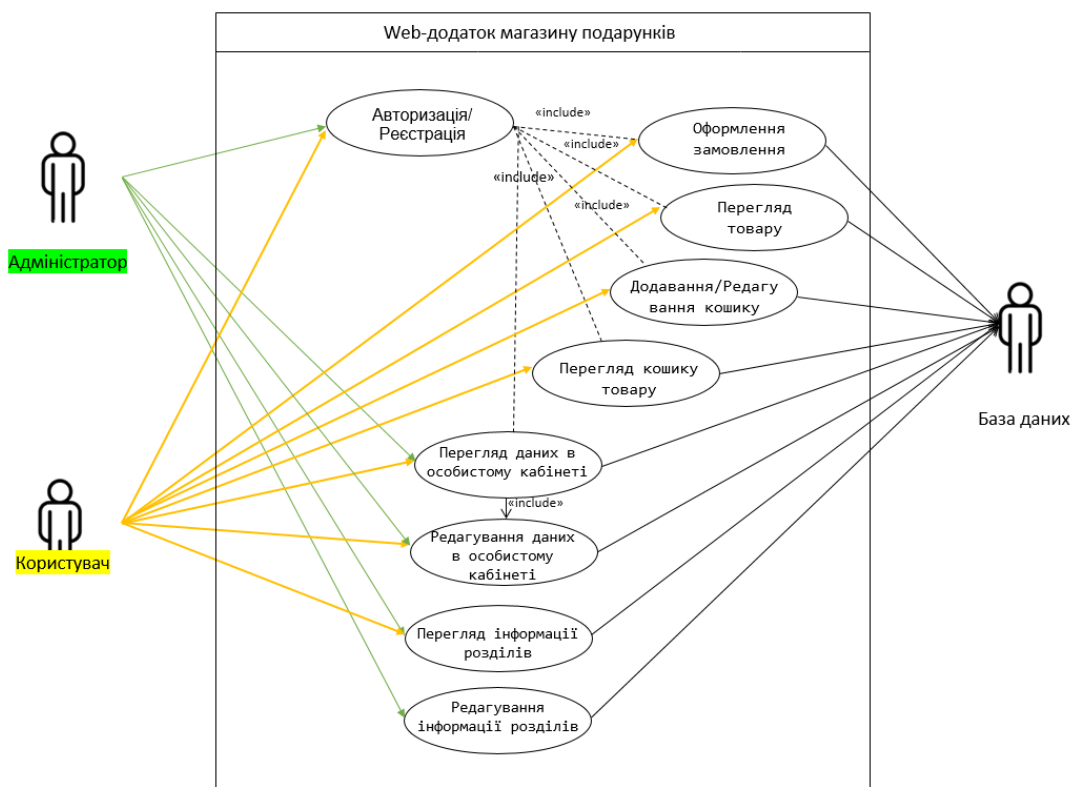 Web-додаток магазину подарунків
Авторизація/
Реєстрація
«include»
Оформлення
замовлення
«include»
«include»
Перегляд
товару
«include»
Адміністратор
Додавання/Редагу
вання кошику
Перегляд кошику
товару
База даних
Перегляд даних в
особистому кабінеті
«include»
Користувач
Редагування даних
в особистому
кабінеті
Перегляд інформації
розділів
Редагування
інформації розділів